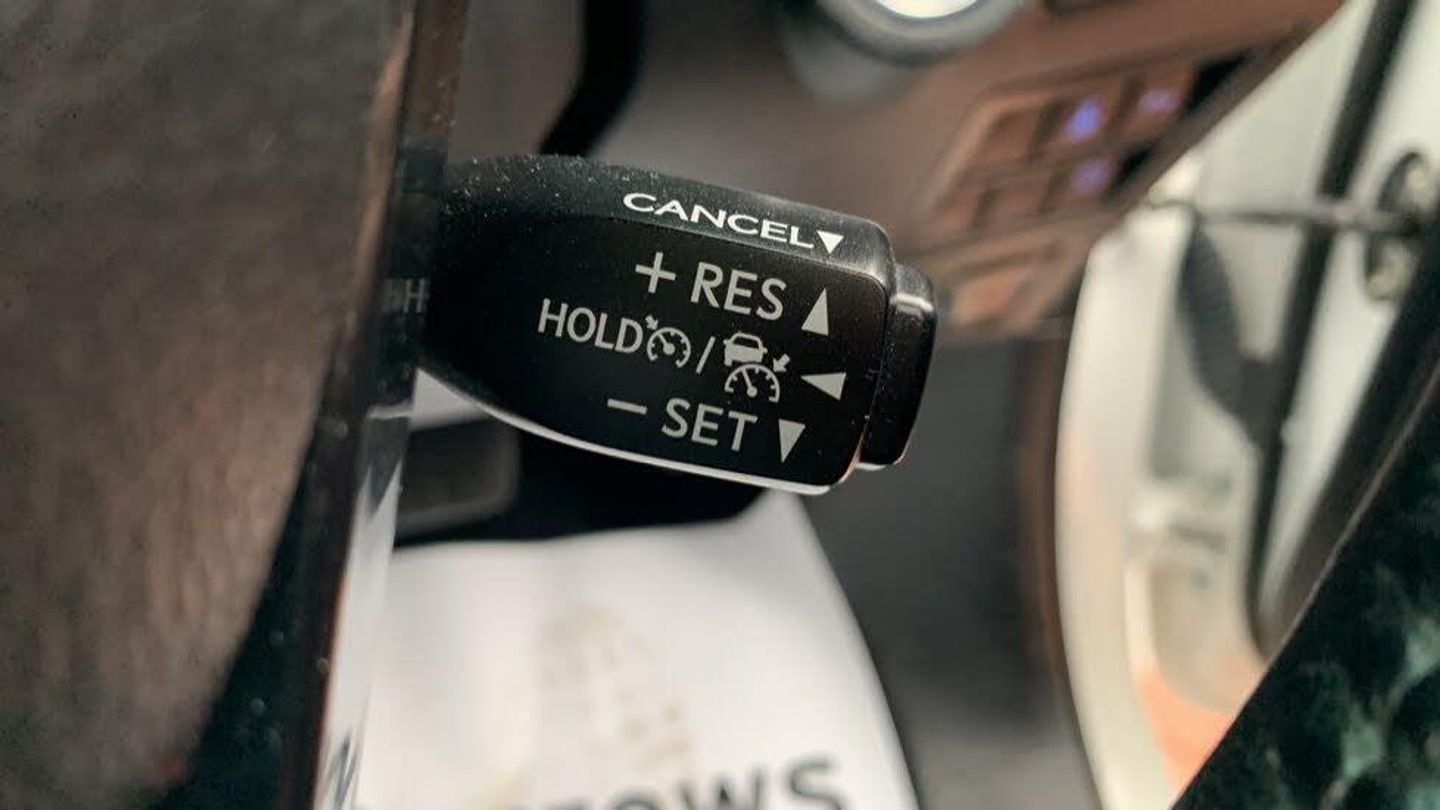 CANCEL
+ RES
HOLD /
− SET